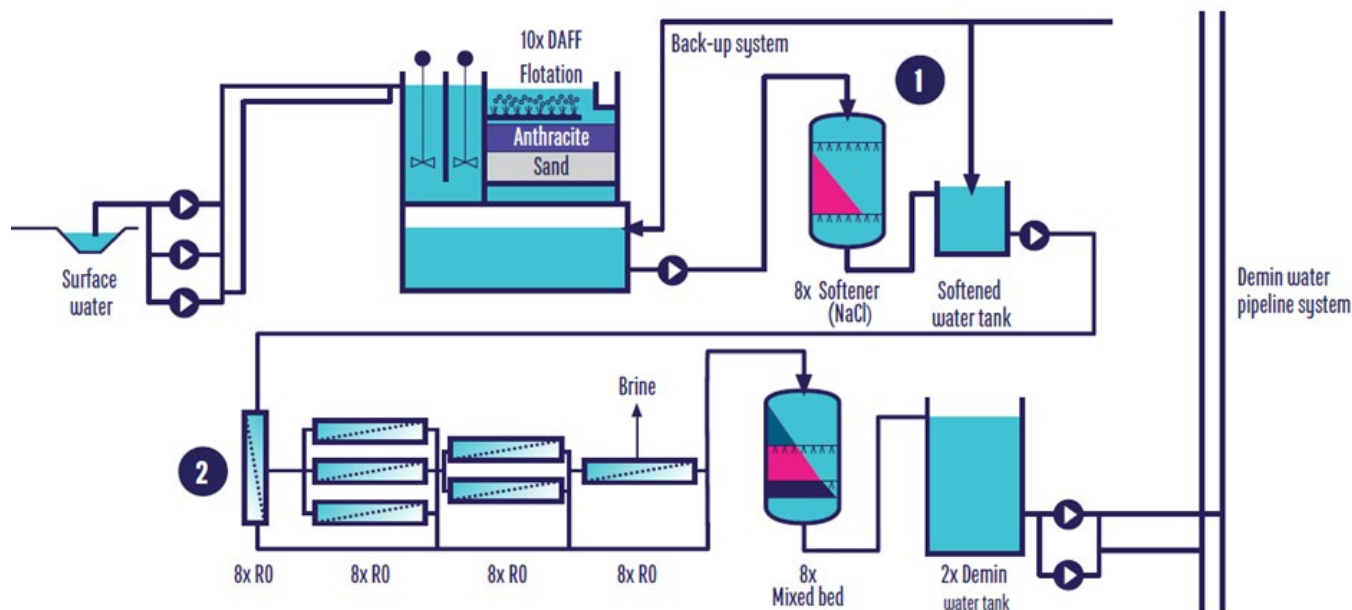 10x DAFF
Flotation
Back-up system
1
Anthracite
Sand
Surface
water
8x Softener
(NaCl)
Softened
water tank
Demin water
pipeline system
Brine
2
8x RO
8x RO
8x RO
8x RO
8x
Mixed bed
2x Demin
water tank